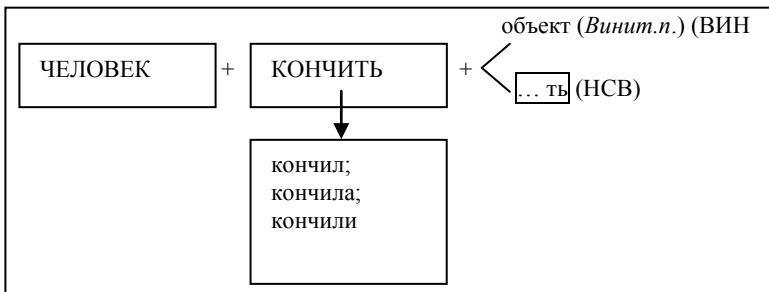 объект (Винит.п.) (ВИН
ЧЕЛОВЕК + КОНЧИТЬ +
… ть (НСВ)
кончил;
кончила;
кончили